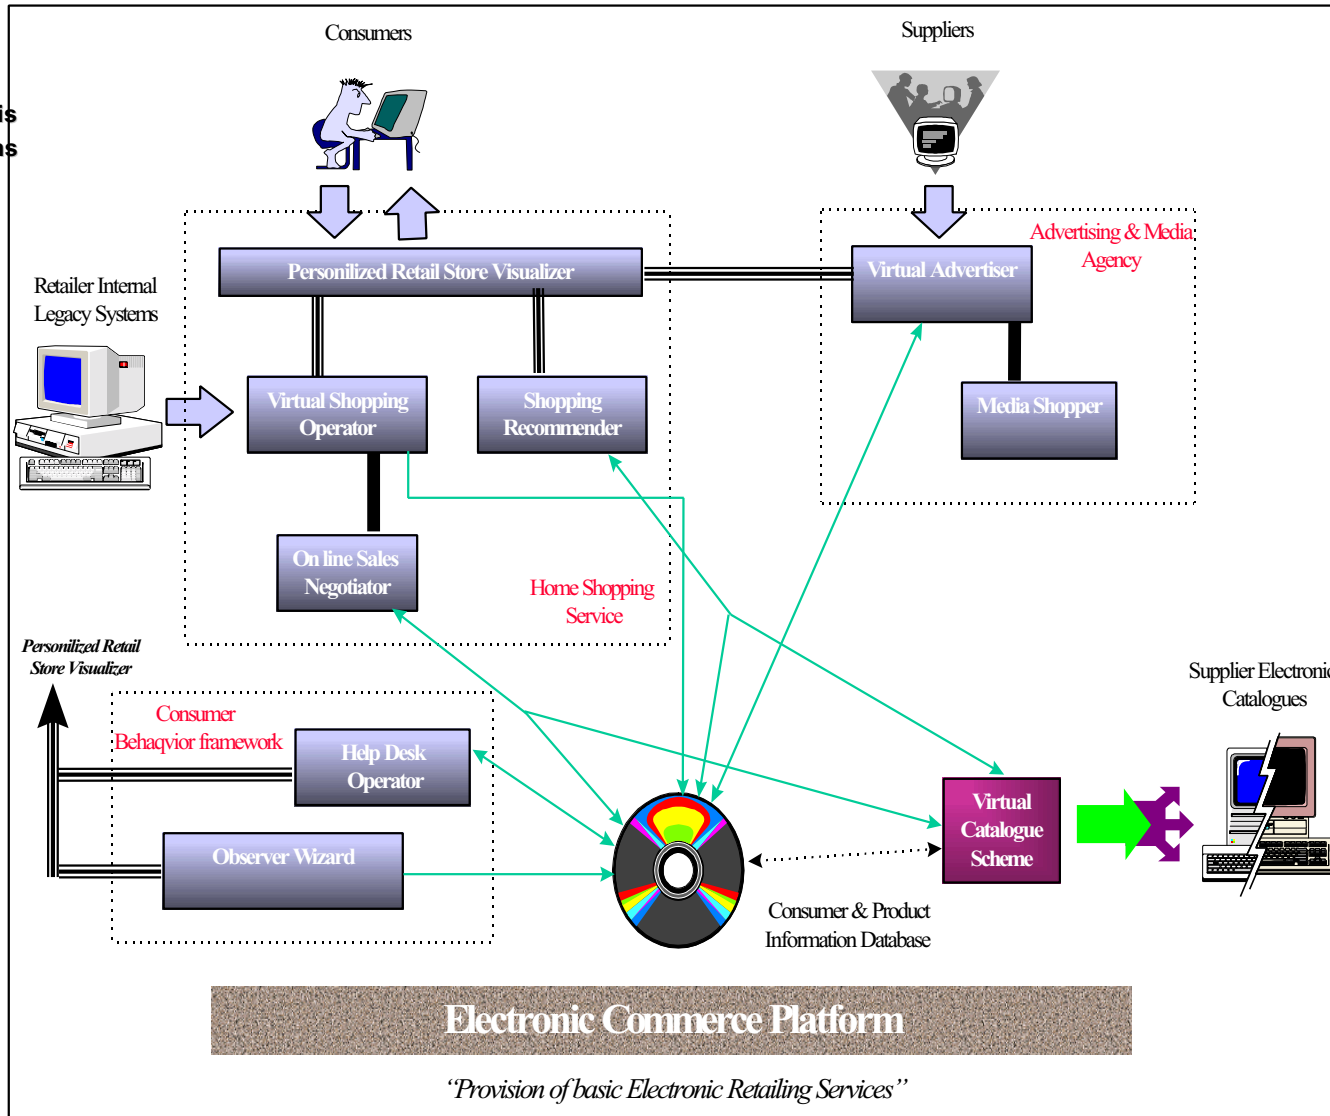 Consumers
Suppliers
is
ns
Advertising & Media
Agency
Personilized Retail Store Visualizer
Virtual Advertiser
Retailer Internal
Legacy Systems
Virtual Shopping
Operator
Shopping
Recommender
Media Shopper
On line Sales
Negotiator
Home Shopping
Service
Personilized Retail
Store Visualizer
Supplier Electronic
Catalogues
Consumer
Behaqvior framework
Help Desk
Operator
Virtual
Catalogue
Scheme
Observer Wizard
Consumer & Product
Information Database
Electronic Commerce Platform
“Provision of basic Electronic Retailing Services”